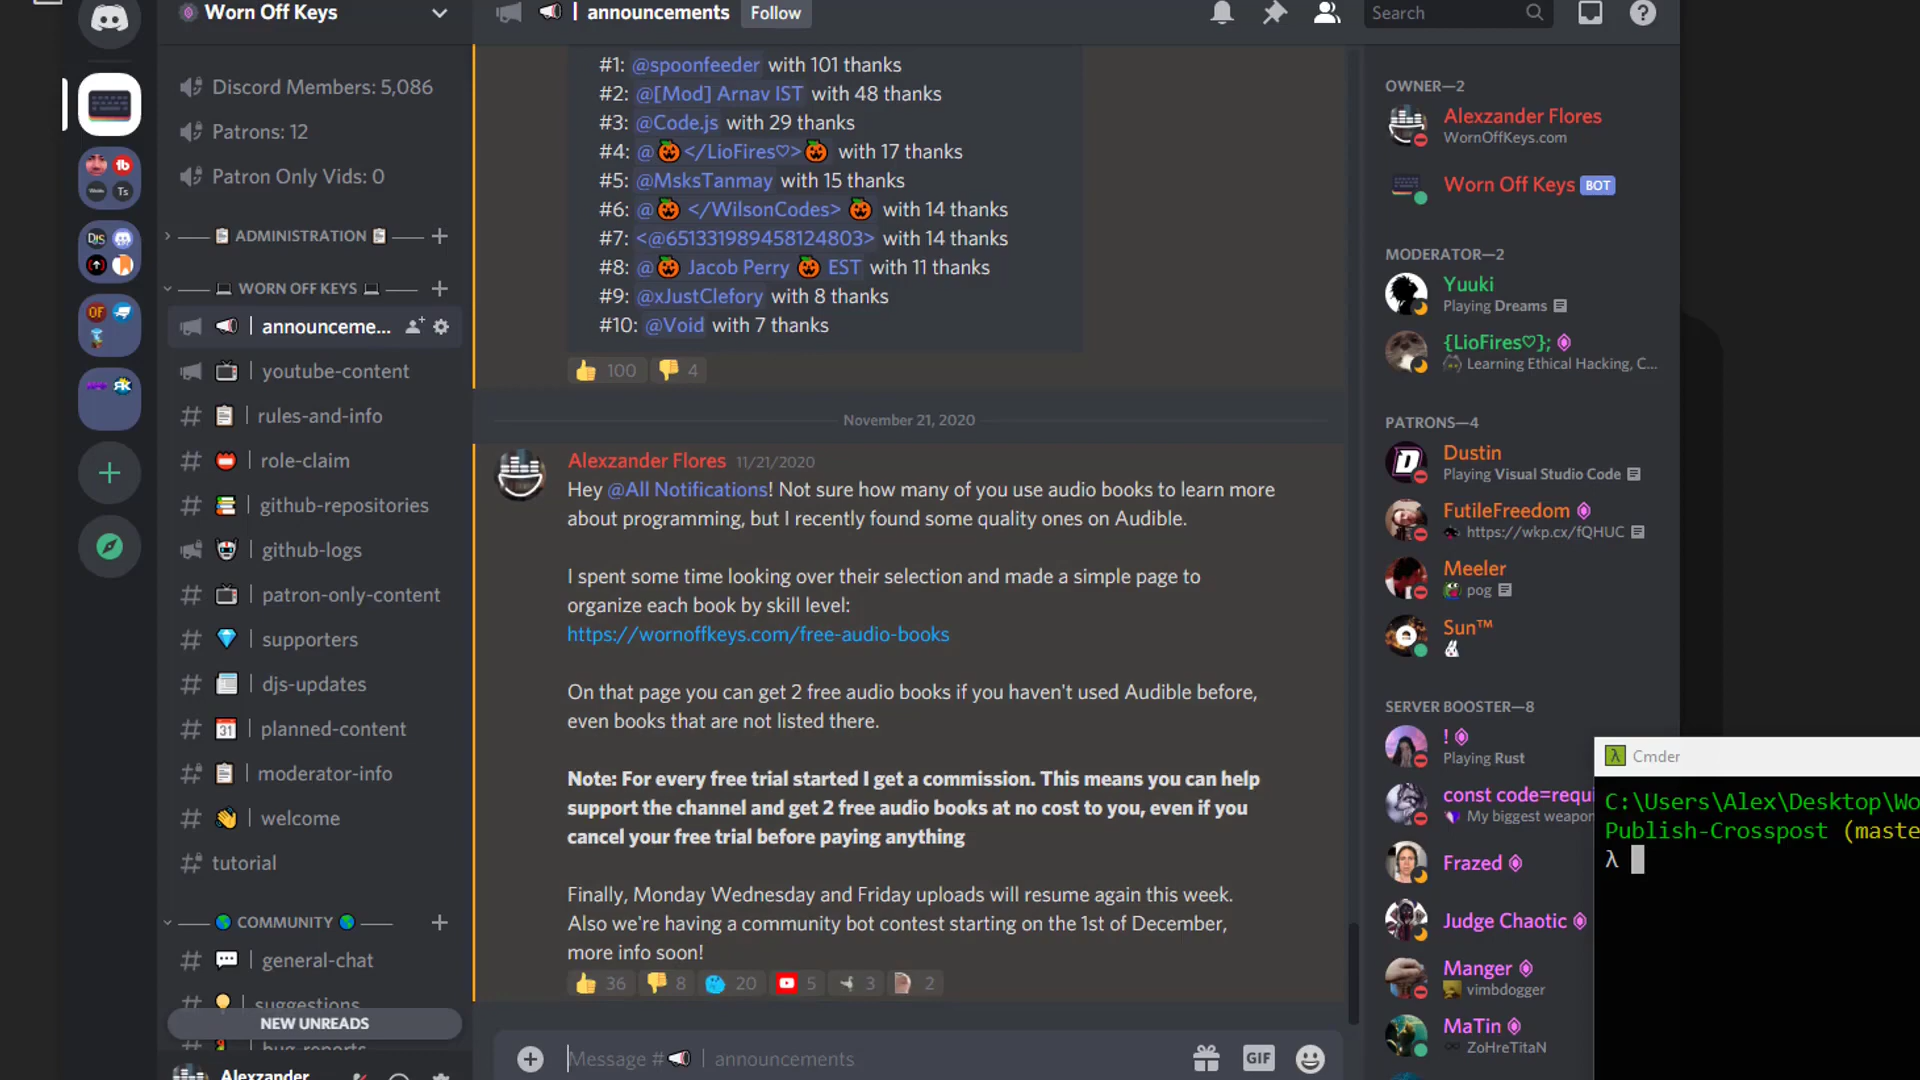 Worn Off Keys
| announcements
Follow
Search
Discord Members: 5,086
Patrons: 12
Patron Only Vids: 0
ADMINISTRATION
WORN OFF KEYS
| announceme...
| youtube-content
| rules-and-info
| role-claim
| github-repositories
| github-logs
| patron-only-content
| supporters
| djs-updates
| planned-content
| moderator-info
| welcome
tutorial
COMMUNITY
| general-chat
| suggestions
NEW UNREADS
| bug-reports
Alexzander
#1: @spoonfeeder with 101 thanks
#2: @[Mod] Arnav IST with 48 thanks
#3: @Code.js with 29 thanks
#4: @🎃</LioFires♡>🎃 with 17 thanks
#5: @MsksTanmay with 15 thanks
#6: @🎃 </WilsonCodes> 🎃 with 14 thanks
#7: <@651331989458124803> with 14 thanks
#8: @🎃 Jacob Perry 🎃 EST with 11 thanks
#9: @xJustClefory with 8 thanks
#10: @Void with 7 thanks
👍 100 👎 4
November 21, 2020
Alexzander Flores 11/21/2020
Hey @All Notifications! Not sure how many of you use audio books to learn more
about programming, but I recently found some quality ones on Audible.
I spent some time looking over their selection and made a simple page to
organize each book by skill level:
https://wornoffkeys.com/free-audio-books
On that page you can get 2 free audio books if you haven't used Audible before,
even books that are not listed there.
Note: For every free trial started I get a commission. This means you can help
support the channel and get 2 free audio books at no cost to you, even if you
cancel your free trial before paying anything
Finally, Monday Wednesday and Friday uploads will resume again this week.
Also we're having a community bot contest starting on the 1st of December,
more info soon!
36 8 20 5 3 2
Message #📢 | announcements
GIF
OWNER—2
Alexzander Flores
WornOffKeys.com
Worn Off Keys BOT
MODERATOR—2
Yuuki
Playing Dreams
{LioFires♡};
Learning Ethical Hacking, C...
PATRONS—4
Dustin
Playing Visual Studio Code
FutileFreedom
https://wkp.cx/fQHUC
Meeler
pog
Sun™
SERVER BOOSTER—8
!
Playing Rust
const code=requi
My biggest weapon
Frazed
Judge Chaotic
Manger
vimbdogger
MaTin
ZoHreTitaN
λ Cmder
C:\Users\Alex\Desktop\Wo
Publish-Crosspost (maste
λ